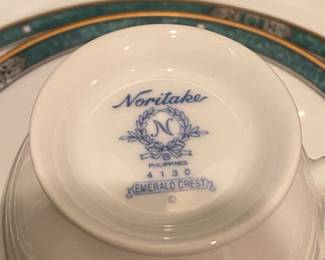 Noritake
N
PHILIPPINES
4130
EMERALD CREST
©